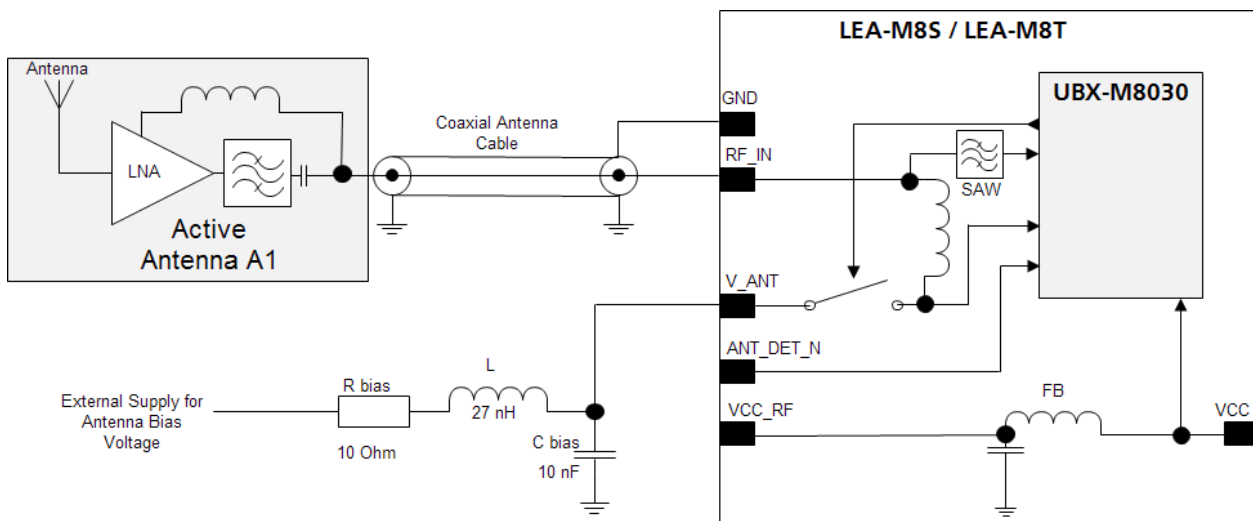 LEA-M8S / LEA-M8T
Antenna
LNA
Active
Antenna A1
Coaxial Antenna
Cable
GND
RF_IN
SAW
UBX-M8030
V_ANT
ANT_DET_N
VCC_RF
FB
VCC
External Supply for
Antenna Bias
Voltage
R bias
10 Ohm
L
27 nH
C bias
10 nF